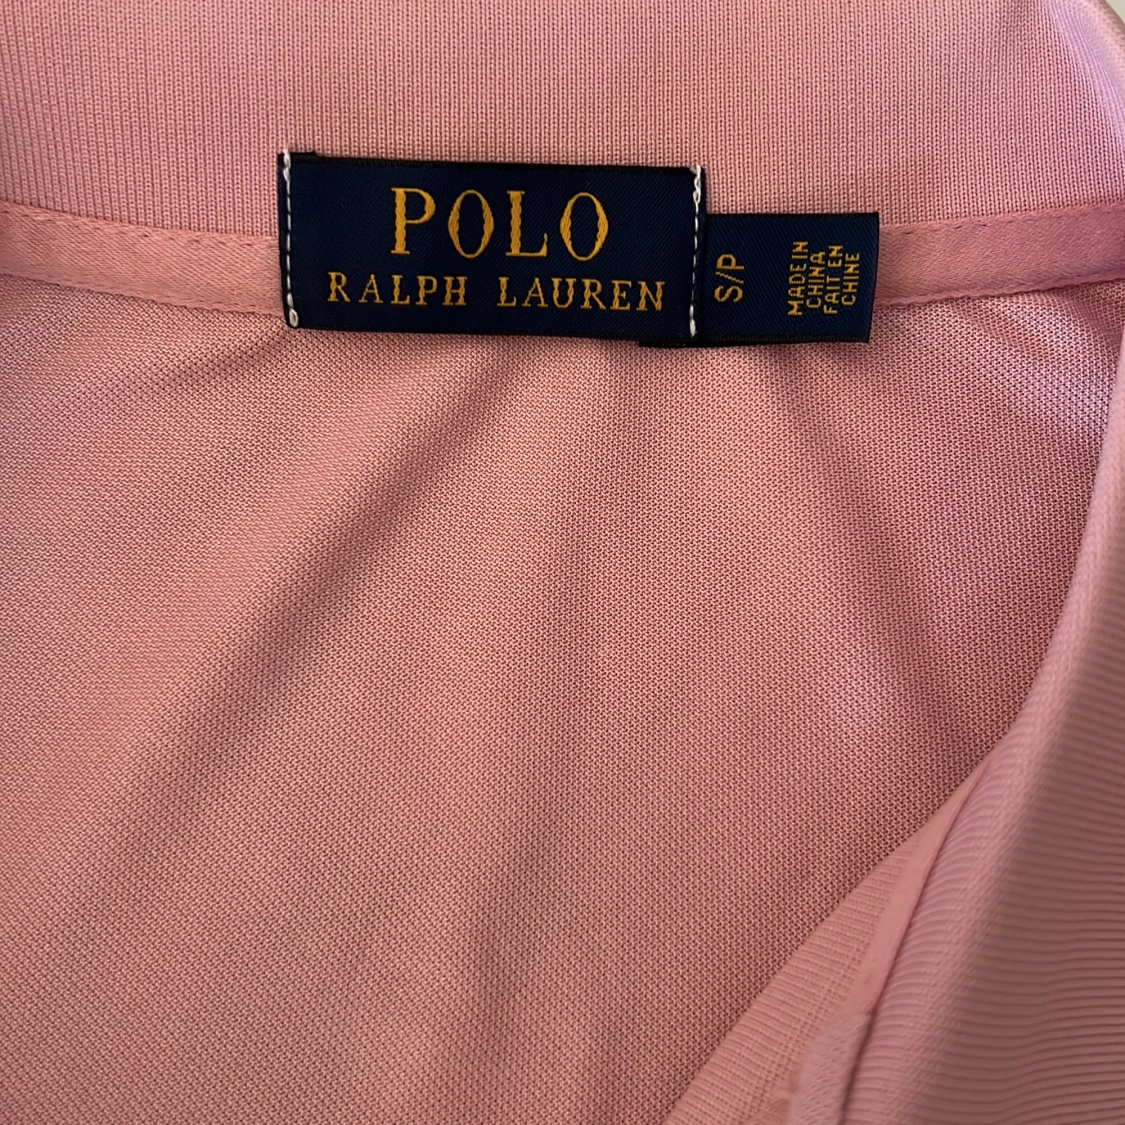 POLO
RALPH LAUREN
S/P
MADE IN
CHINA
FAIT EN
CHINE